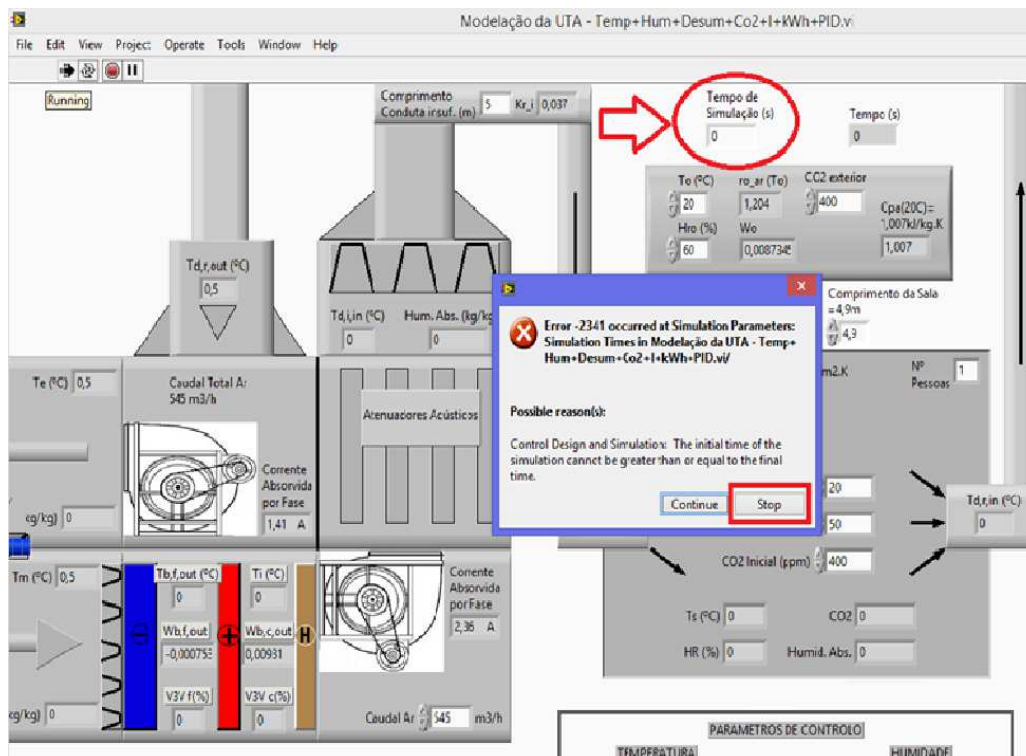 Modelação da UTA - Temp+Hum+Desum+Co2+I+kWh+PID.vi
File Edit View Project Operate Tools Window Help
Running
Comprimento
Conduta insuf. (m) 5 Kr_i 0,037
Tempo de
Simulação (s)
0
Tempo (s)
0
To (ºC)
20
ro_ar (To)
1,204
CO2 exterior
400
Cpa(20C)=
1,007kJ/kg.K
1,007
Hro (%)
60
Wo
0,0087345
Td,r,out (ºC)
0,5
Td,i,in (ºC)
0
Hum. Abs. (kg/kg
0
Comprimento da Sala
= 4,9m
4,9
Error -2341 occurred at Simulation Parameters:
Simulation Times in Modelação da UTA - Temp+
Hum+Desum+Co2+I+kWh+PID.vi/
Possible reason(s):
Control Design and Simulation: The initial time of the
simulation cannot be greater than or equal to the final
time.
Continue Stop
m2.K
Nº
Pessoas 1
Te (ºC) 0,5
Caudal Total Ar
545 m3/h
Atenuadores Acústicos
Corrente
Absorvida
por Fase
1,41 A
kg/kg) 0
20
50
CO2 Inicial (ppm) 400
Td,r,in (ºC)
0
Tm (ºC) 0,5
Tb,f,out (ºC)
0
Ti (ºC)
0
Wb,f,out
-0,000753
Wb,c,out
0,00931
H
V3V f(%)
0
V3V c(%)
0
Corrente
Absorvida
por Fase
2,36 A
Ts (ºC) 0
CO2 0
HR (%) 0
Humid. Abs. 0
kg/kg) 0
Caudal Ar 545 m3/h
PARAMETROS DE CONTROLO
TEMPERATURA HUMIDADE